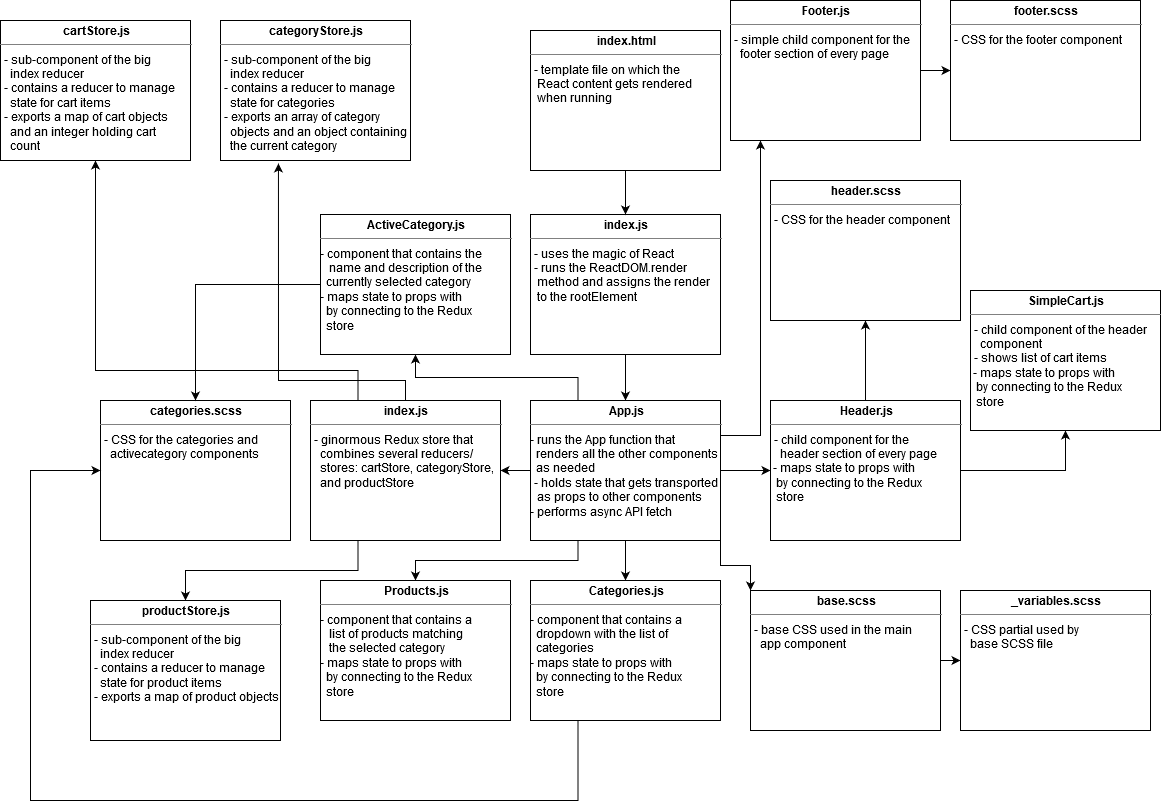 cartStore.js
- sub-component of the big
index reducer
- contains a reducer to manage
state for cart items
- exports a map of cart objects
and an integer holding cart
count
categoryStore.js
- sub-component of the big
index reducer
- contains a reducer to manage
state for categories
- exports an array of category
objects and an object containing
the current category
index.html
- template file on which the
React content gets rendered
when running
Footer.js
- simple child component for the
footer section of every page
footer.scss
- CSS for the footer component
header.scss
- CSS for the header component
ActiveCategory.js
- component that contains the
name and description of the
currently selected category
- maps state to props with
by connecting to the Redux
store
index.js
- uses the magic of React
- runs the ReactDOM.render
method and assigns the render
to the rootElement
SimpleCart.js
- child component of the header
component
- shows list of cart items
- maps state to props with
by connecting to the Redux
store
categories.scss
- CSS for the categories and
activecategory components
index.js
- ginormous Redux store that
combines several reducers/
stores: cartStore, categoryStore,
and productStore
App.js
- runs the App function that
renders all the other components
as needed
- holds state that gets transported
as props to other components
- performs async API fetch
Header.js
- child component for the
header section of every page
- maps state to props with
by connecting to the Redux
store
productStore.js
- sub-component of the big
index reducer
- contains a reducer to manage
state for product items
- exports a map of product objects
Products.js
- component that contains a
list of products matching
the selected category
- maps state to props with
by connecting to the Redux
store
Categories.js
- component that contains a
dropdown with the list of
categories
- maps state to props with
by connecting to the Redux
store
base.scss
- base CSS used in the main
app component
_variables.scss
- CSS partial used by
base SCSS file